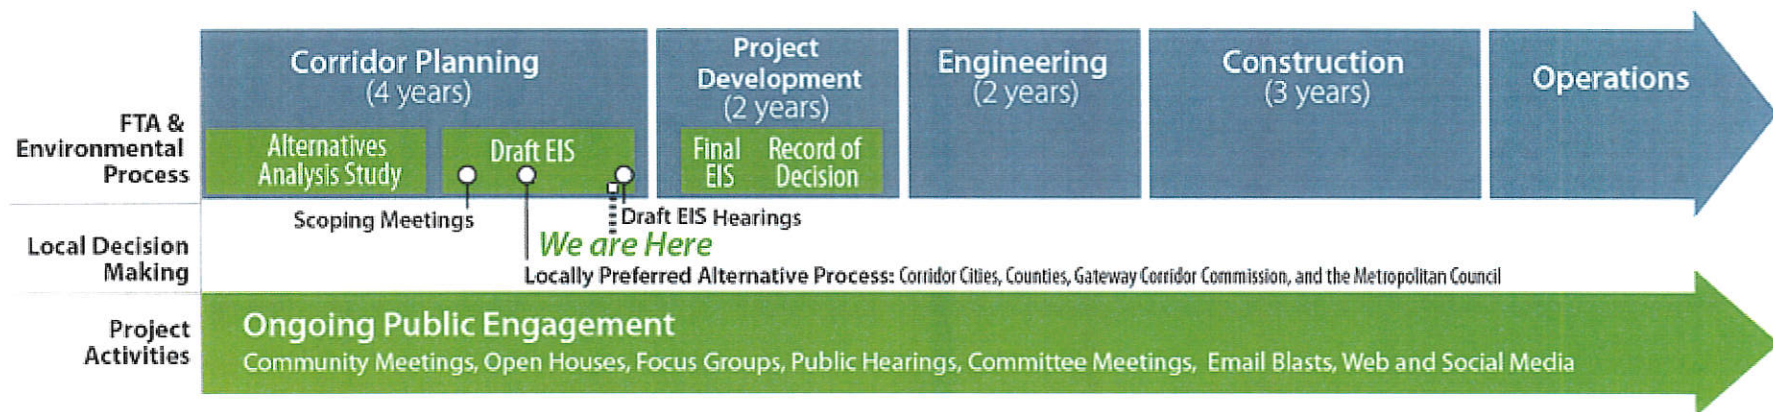 FTA &
Environmental
Process
Corridor Planning
(4 years)
Alternatives
Analysis Study
Draft EIS
Project
Development
(2 years)
Final
EIS
Record of
Decision
Engineering
(2 years)
Construction
(3 years)
Operations
Scoping Meetings
Draft EIS Hearings
Local Decision
Making
We are Here
Locally Preferred Alternative Process: Corridor Cities, Counties, Gateway Corridor Commission, and the Metropolitan Council
Project
Activities
Ongoing Public Engagement
Community Meetings, Open Houses, Focus Groups, Public Hearings, Committee Meetings, Email Blasts, Web and Social Media